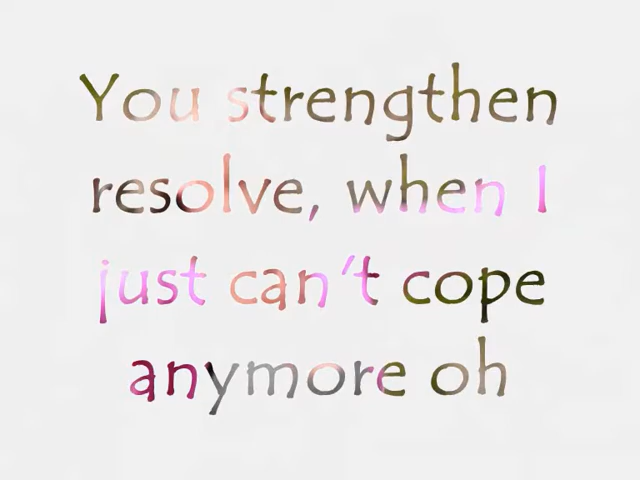 You strengthen
resolve, when I
just can't cope
anymore oh